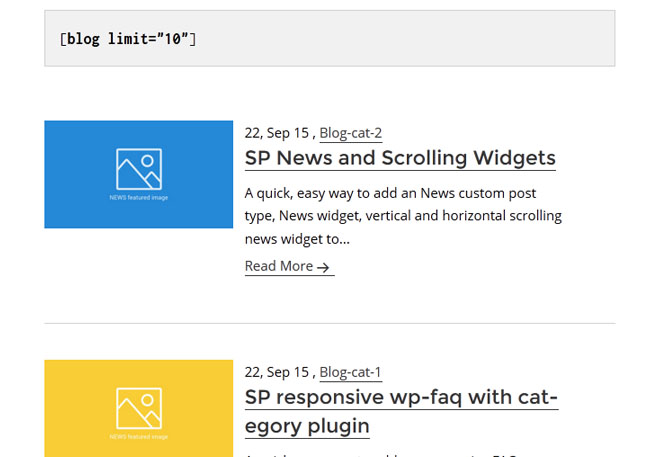 [blog limit="10"]
22, Sep 15 , Blog-cat-2
SP News and Scrolling Widgets
NEWS featured image
A quick, easy way to add an News custom post
type, News widget, vertical and horizontal scrolling
news widget to...
Read More →
22, Sep 15 , Blog-cat-1
SP responsive wp-faq with cat-
egory plugin
NEWS featured image